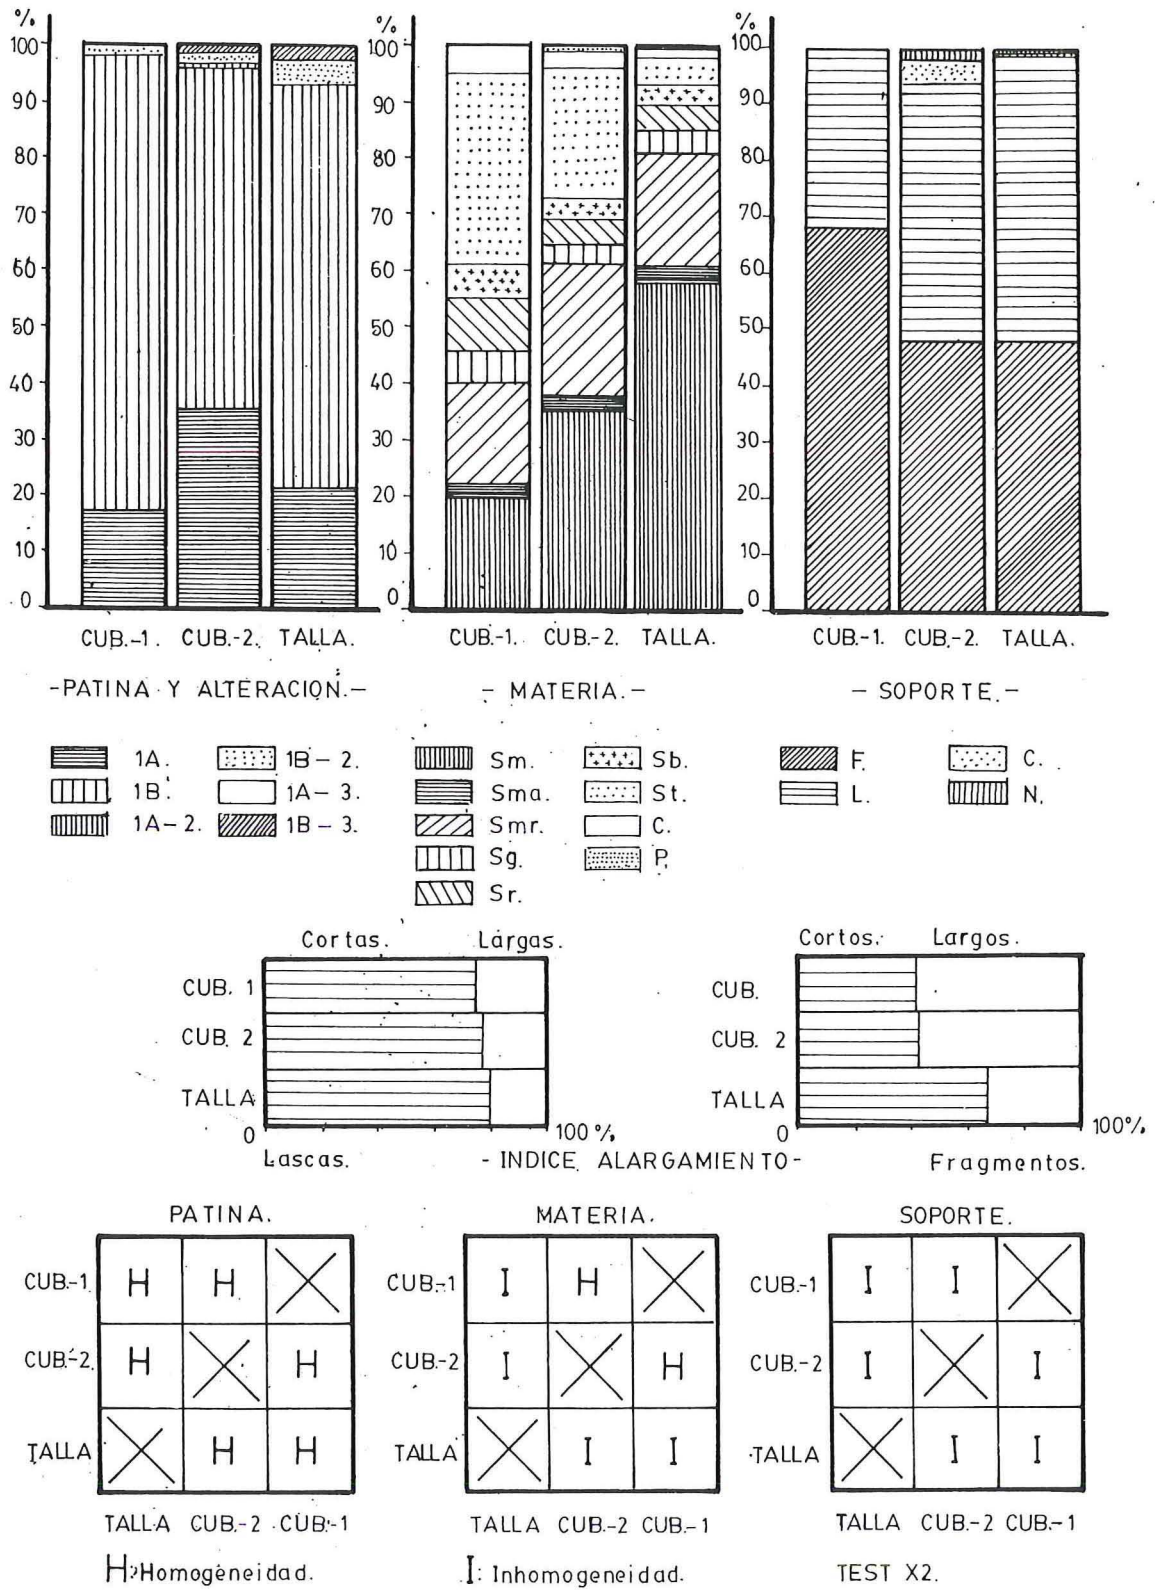 % % %
100 100 100
90 90 90
80 80 80
70 70 70
60 60 60
50 50 50
40 40 40
30 30 30
20 20 20
10 10 10
0 0 0
CUB.-1. CUB.-2. TALLA. CUB.-1. CUB.-2. TALLA. CUB.-1. CUB.-2. TALLA.
-PATINA Y ALTERACION.- - MATERIA.- - SOPORTE.-
1A. 1B-2. Sm. Sb. F. C.
1B. 1A-3. Sma. St. L. N.
1A-2. 1B-3. Smr. C.
Sg. P.
Sr.
Cortas. Largas. Cortos. Largos.
CUB. 1 CUB.
CUB. 2 CUB. 2
TALLA TALLA
0 100%, 0 100%,
Lascas. -INDICE ALARGAMIENTO- Fragmentos.
PATINA. MATERIA. SOPORTE.
CUB.-1 H H CUB.-1 I H CUB.-1 I I
CUB.-2 H H CUB.-2 I H CUB.-2 I I
TALLA H H TALLA I I TALLA I I
TALLA CUB.-2 CUB.-1 TALLA CUB.-2 CUB.-1 TALLA CUB.-2 CUB.-1
H: Homogeneidad. I: Inhomogeneidad. TEST X2.